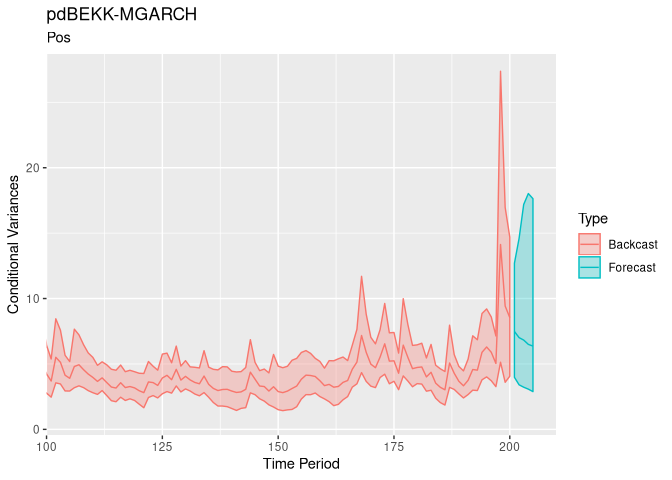 pdBEKK-MGARCH
Pos
Conditional Variances
20
10
0
100
125
150
175
200
Time Period
Type
Backcast
Forecast